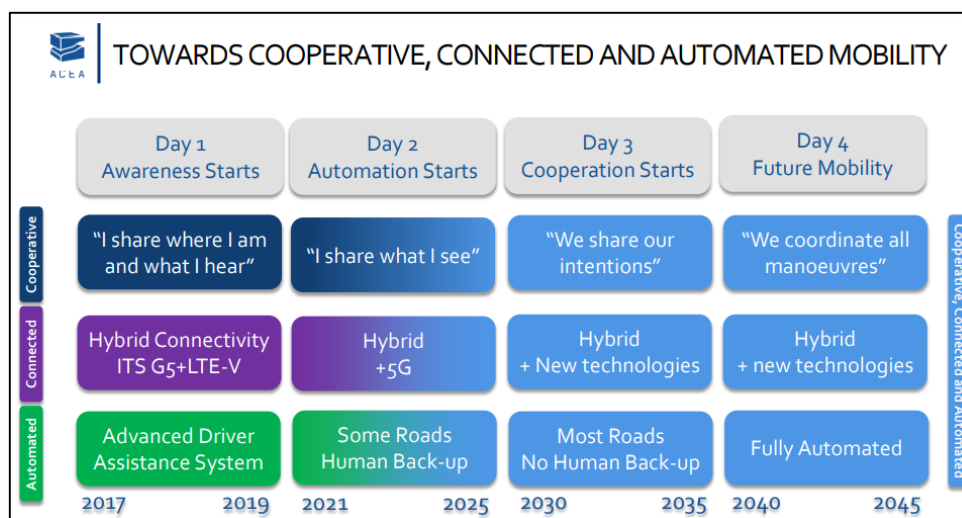 ACEA
TOWARDS COOPERATIVE, CONNECTED AND AUTOMATED MOBILITY
Day 1
Awareness Starts
Day 2
Automation Starts
Day 3
Cooperation Starts
Day 4
Future Mobility
Cooperative
“I share where I am
and what I hear”
“I share what I see”
“We share our
intentions”
“We coordinate all
manoeuvres”
Connected
Hybrid Connectivity
ITS G5+LTE-V
Hybrid
+5G
Hybrid
+ New technologies
Hybrid
+ new technologies
Automated
Advanced Driver
Assistance System
Some Roads
Human Back-up
Most Roads
No Human Back-up
Fully Automated
Cooperative, Connected and Automated
2017 2019 2021 2025 2030 2035 2040 2045